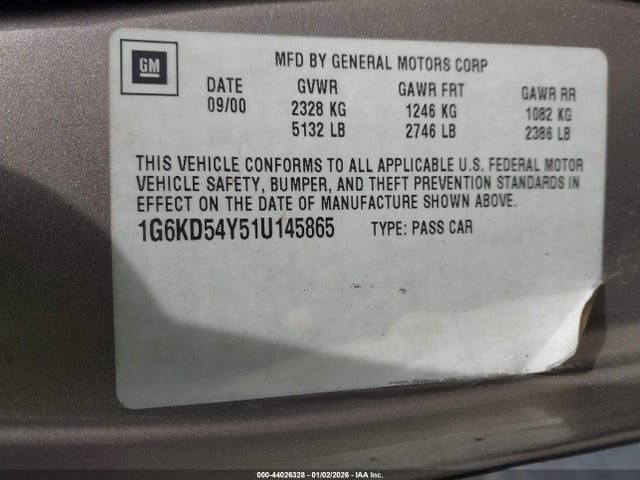 GM
MFD BY GENERAL MOTORS CORP
DATE GVWR GAWR FRT GAWR RR
09/00 2328 KG 1246 KG 1082 KG
5132 LB 2746 LB 2386 LB
THIS VEHICLE CONFORMS TO ALL APPLICABLE U.S. FEDERAL MOTOR
VEHICLE SAFETY, BUMPER, AND THEFT PREVENTION STANDARDS IN
EFFECT ON THE DATE OF MANUFACTURE SHOWN ABOVE.
1G6KD54Y51U145865 TYPE: PASS CAR
000-44026328 - 01/02/2026 - IAA Inc.